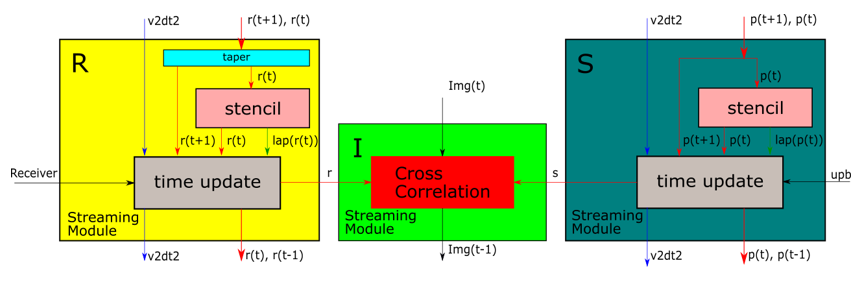 v2dt2
r(t+1), r(t)
R
taper
r(t)
stencil
r(t+1)
r(t)
lap(r(t))
Receiver
time update
Streaming
Module
v2dt2
r(t), r(t-1)
r
Img(t)
I
Cross
Correlation
Streaming
Module
Img(t-1)
s
v2dt2
p(t+1), p(t)
S
p(t)
stencil
p(t+1)
p(t)
lap(p(t))
time update
upb
Streaming
Module
v2dt2
p(t), p(t-1)